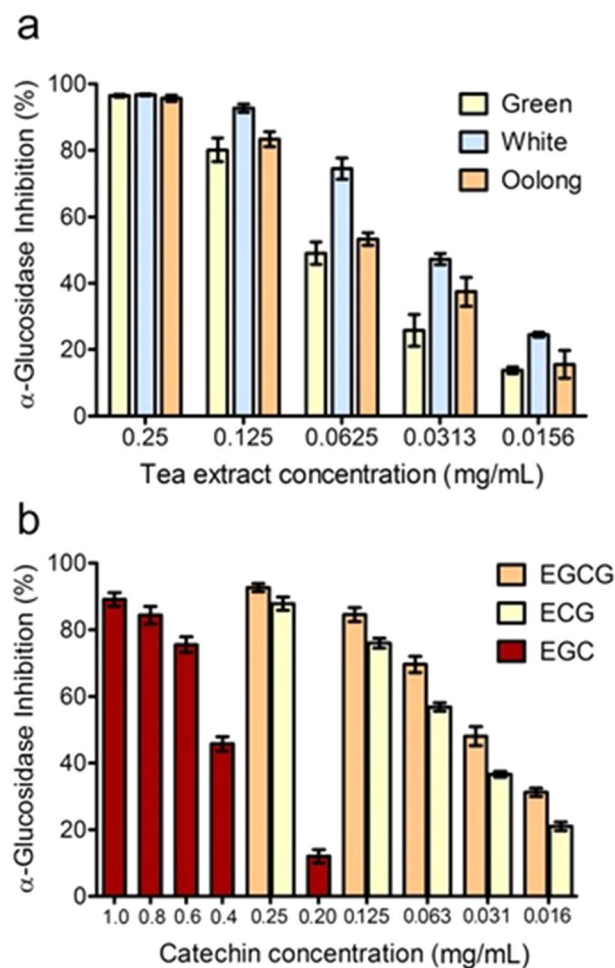 a
α-Glucosidase Inhibition (%)
100
80
60
40
20
0
Green
White
Oolong
0.25 0.125 0.0625 0.0313 0.0156
Tea extract concentration (mg/mL)
b
α-Glucosidase Inhibition (%)
100
80
60
40
20
0
EGCG
ECG
EGC
1.0 0.8 0.6 0.4 0.25 0.20 0.125 0.063 0.031 0.016
Catechin concentration (mg/mL)